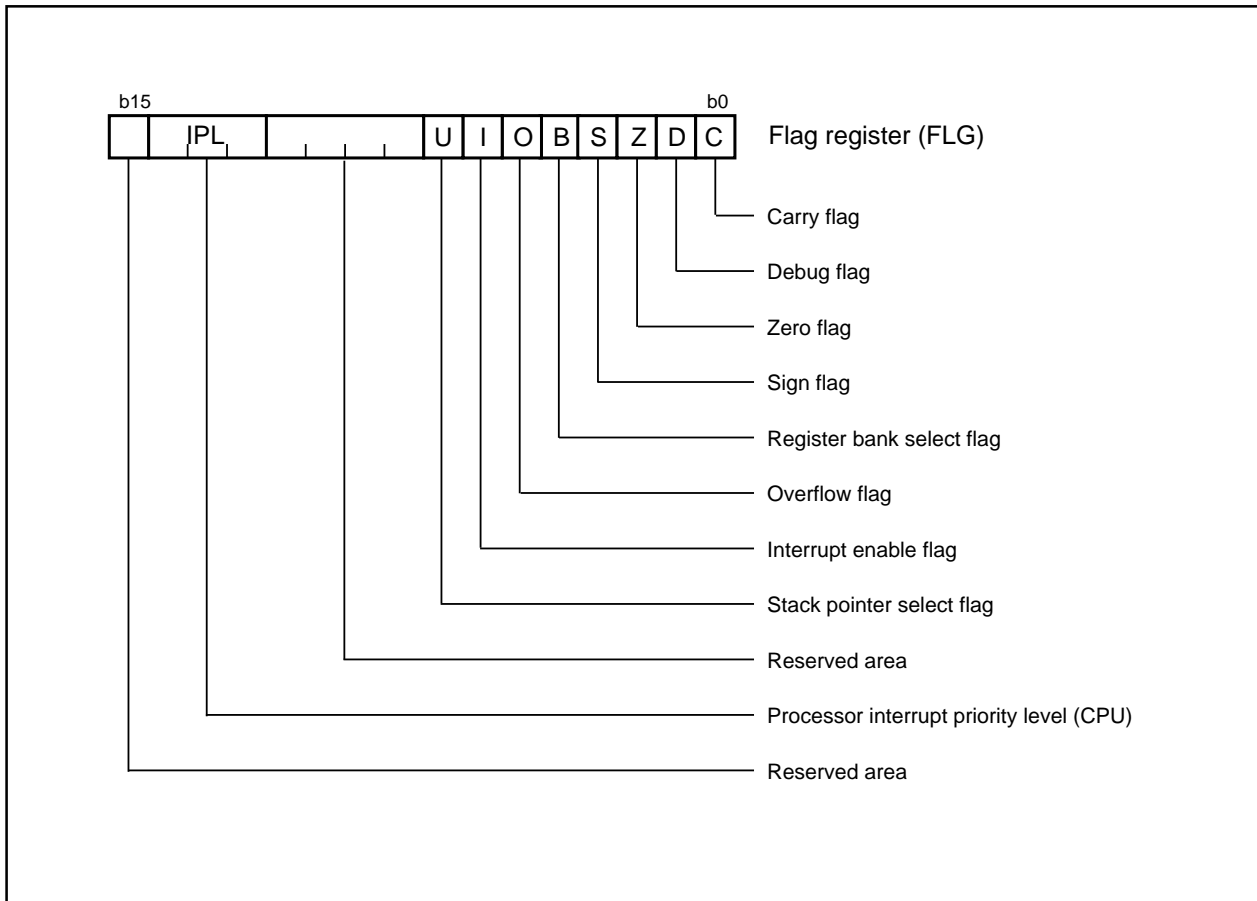 b15 b0
IPL U I O B S Z D C Flag register (FLG)
Carry flag
Debug flag
Zero flag
Sign flag
Register bank select flag
Overflow flag
Interrupt enable flag
Stack pointer select flag
Reserved area
Processor interrupt priority level (CPU)
Reserved area